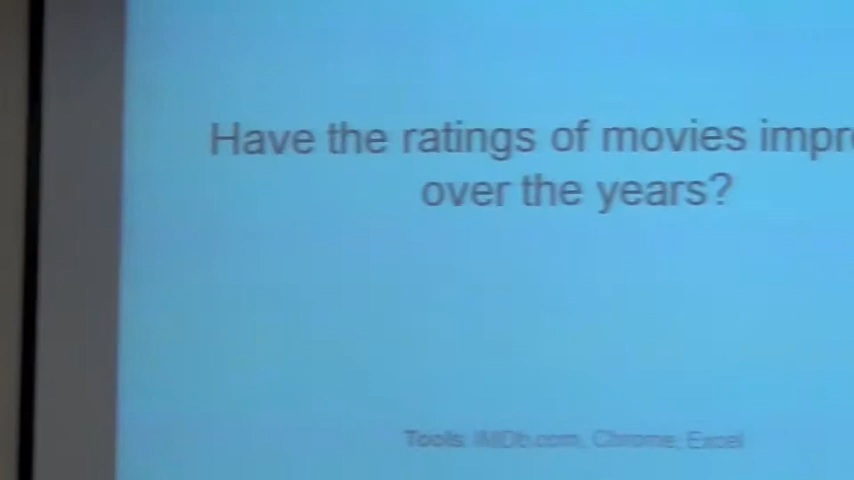 Have the ratings of movies impr
over the years?
Tools: IMDb.com, Chrome, Excel